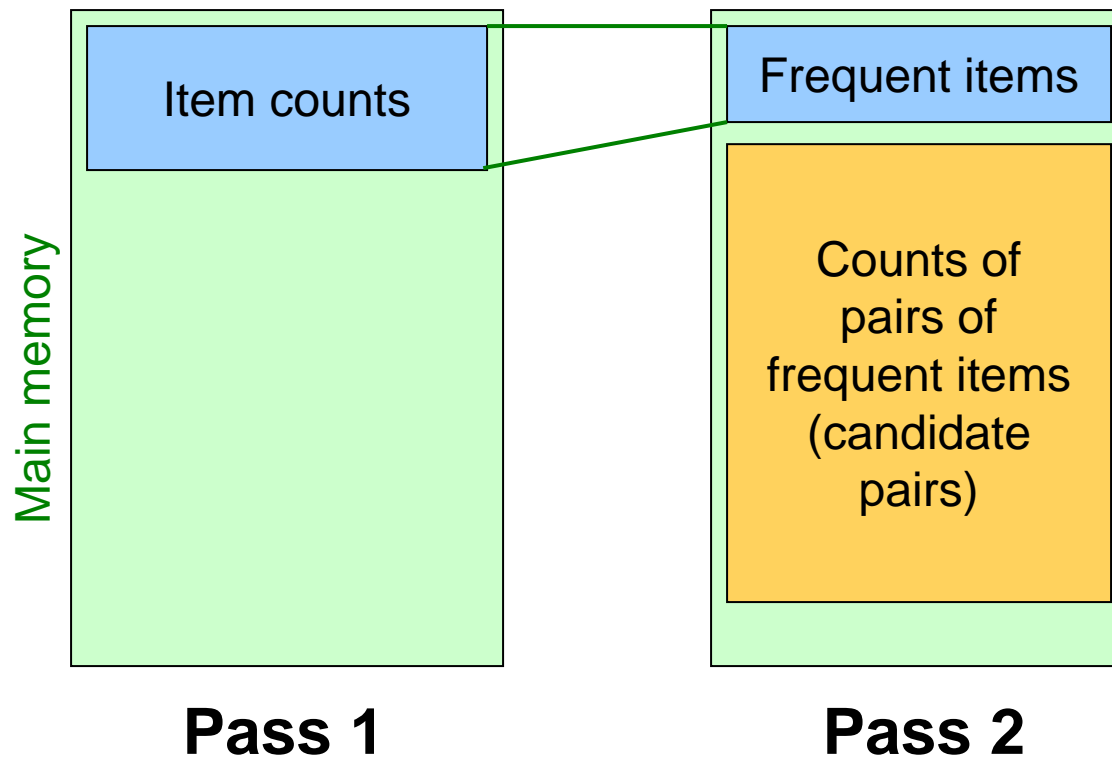 Main memory
Item counts
Frequent items
Counts of
pairs of
frequent items
(candidate
pairs)
Pass 1
Pass 2